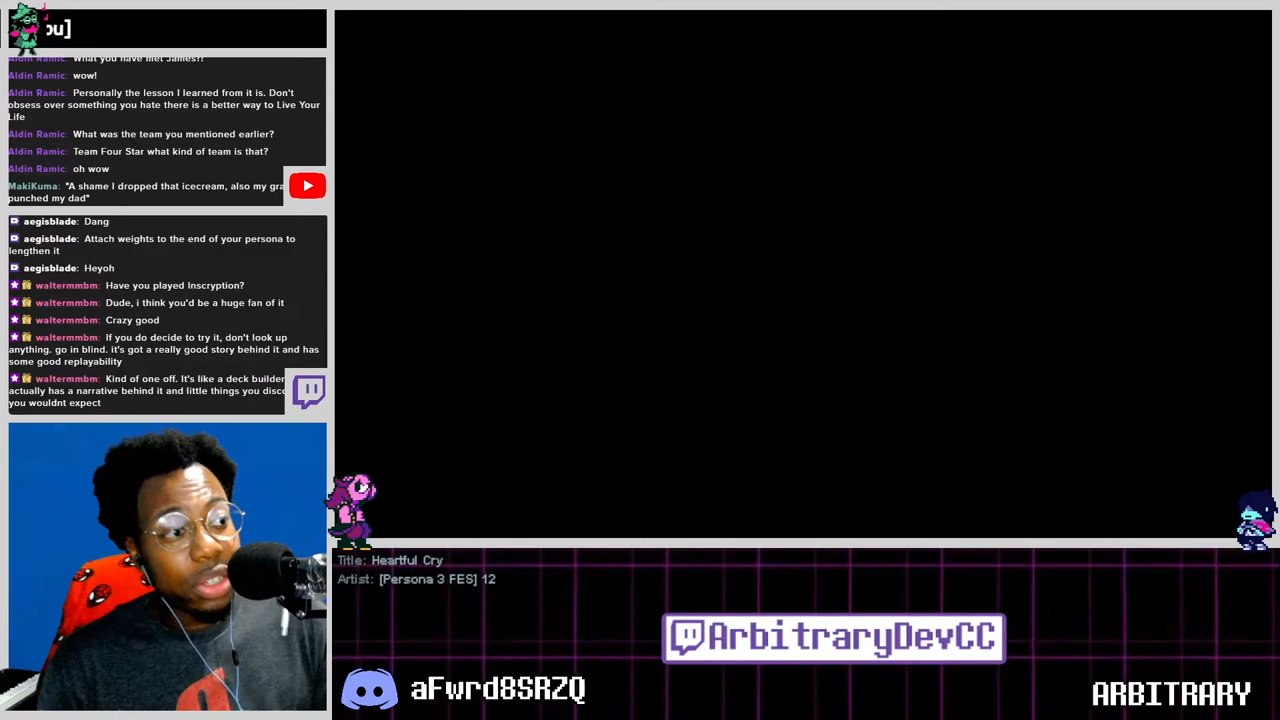 ou]
Aldin Ramic: What you have met James?!
Aldin Ramic: wow!
Aldin Ramic: Personally the lesson I learned from it is. Don't
obsess over something you hate there is a better way to Live Your
Life
Aldin Ramic: What was the team you mentioned earlier?
Aldin Ramic: Team Four Star what kind of team is that?
Aldin Ramic: oh wow
MakiKuma: "A shame I dropped that icecream, also my gra
punched my dad"
aegisblade: Dang
aegisblade: Attach weights to the end of your persona to
lengthen it
aegisblade: Heyoh
waltermmbm: Have you played Inscryption?
waltermmbm: Dude, i think you'd be a huge fan of it
waltermmbm: Crazy good
waltermmbm: If you do decide to try it, don't look up
anything. go in blind. it's got a really good story behind it and has
some good replayability
waltermmbm: Kind of one off. It's like a deck builder
actually has a narrative behind it and little things you disc
you wouldnt expect
Title: Heartful Cry
Artist: [Persona 3 FES] 12
ArbitraryDevCC
aFwrd8SRZQ
ARBITRARY